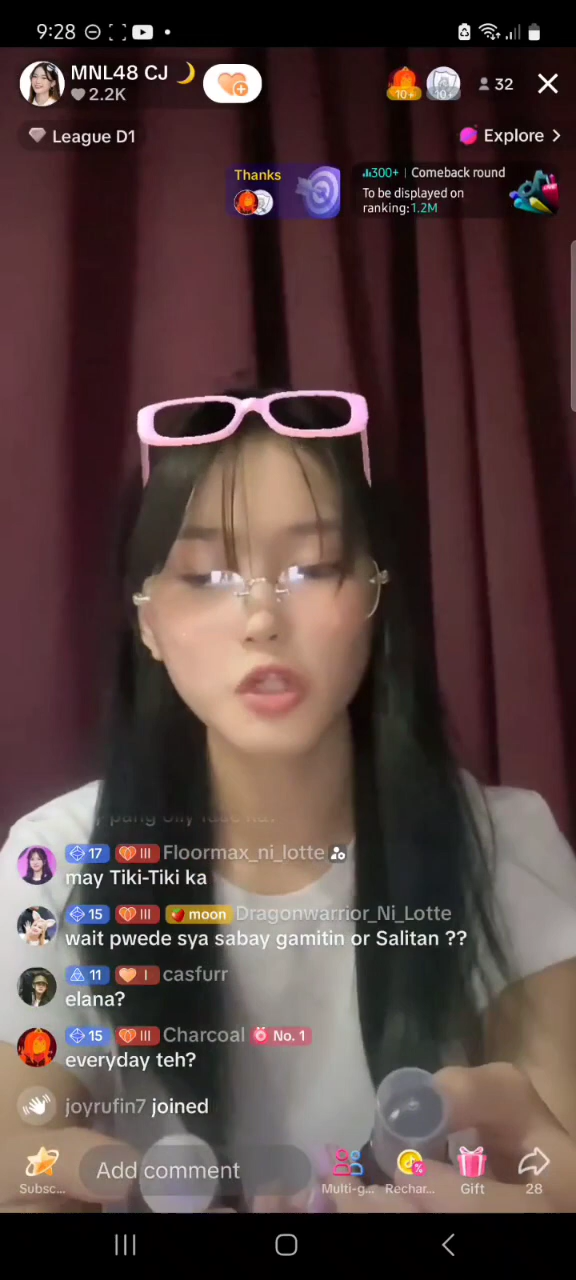 9:28
MNL48 CJ 🌙
2.2K
10+
10+
32
League D1
Explore >
Thanks
300+ | Comeback round
To be displayed on
ranking:1.2M
17 III Floormax_ni_lotte
may Tiki-Tiki ka
15 III moon Dragonwarrior_Ni_Lotte
wait pwede sya sabay gamitin or Salitan ??
11 I casfurr
elana?
15 III Charcoal No. 1
everyday teh?
joyrufin7 joined
Add comment
Subsc...
Multi-g...
Rechar...
Gift
28